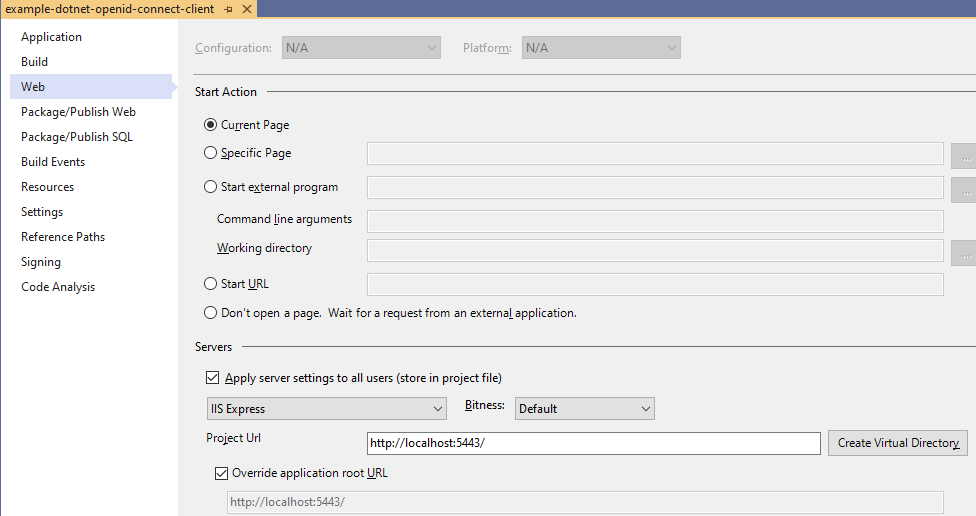 example-dotnet-openid-connect-client
Application
Build
Web
Package/Publish Web
Package/Publish SQL
Build Events
Resources
Settings
Reference Paths
Signing
Code Analysis
Configuration: N/A Platform: N/A
Start Action
Current Page
Specific Page ...
Start external program ...
Command line arguments
Working directory ...
Start URL
Don't open a page. Wait for a request from an external application.
Servers
Apply server settings to all users (store in project file)
IIS Express Bitness: Default
Project Url http://localhost:5443/ Create Virtual Directory
Override application root URL
http://localhost:5443/